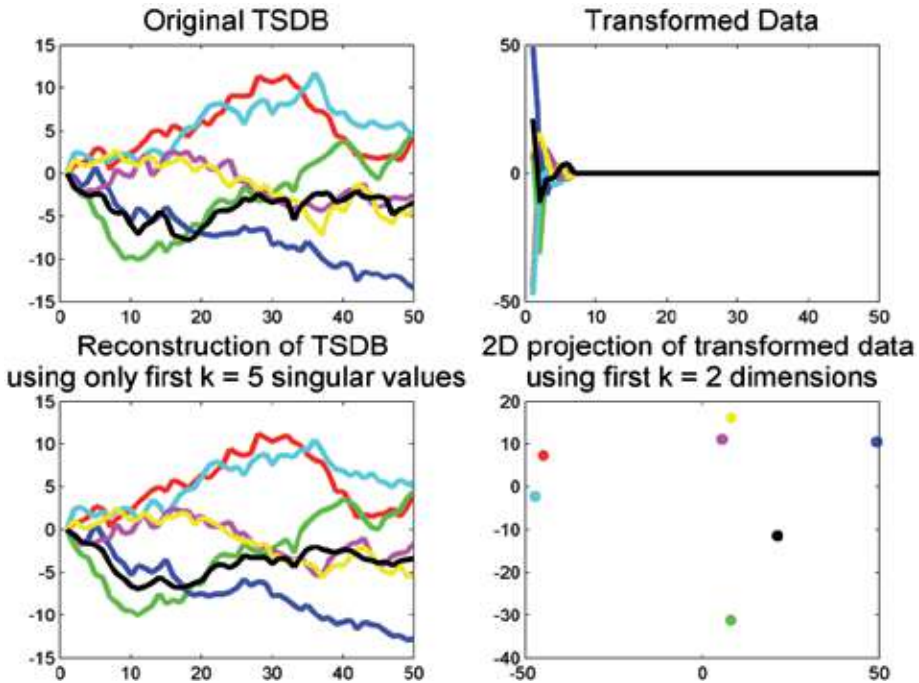 Original TSDB
15
10
5
0
-5
-10
-15
0 10 20 30 40 50
Transformed Data
50
0
-50
0 10 20 30 40 50
Reconstruction of TSDB
using only first k = 5 singular values
15
10
5
0
-5
-10
-15
0 10 20 30 40 50
2D projection of transformed data
using first k = 2 dimensions
20
10
0
-10
-20
-30
-40
-50 0 50